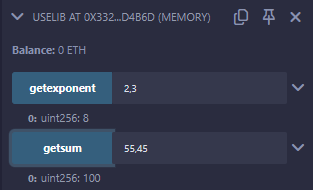 USELIB AT 0X332...D4B6D (MEMORY)
Balance: 0 ETH
getexponent 2,3
0: uint256: 8
getsum 55,45
0: uint256: 100